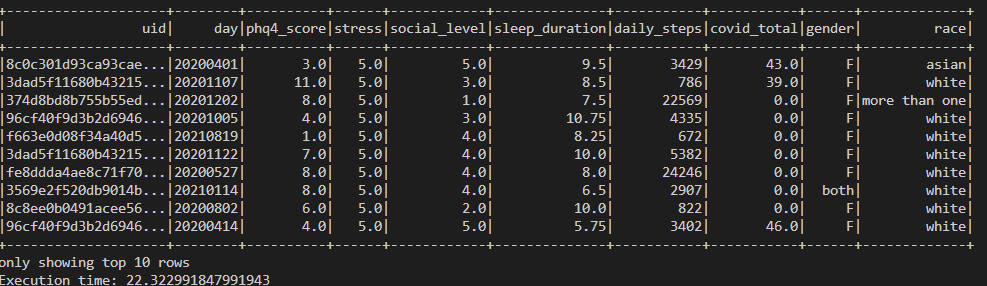 +--------------------+--------+----------+------+------------+--------------+-----------+-----------+------+-------------+
|                 uid|     day|phq4_score|stress|social_level|sleep_duration|daily_steps|covid_total|gender|         race|
+--------------------+--------+----------+------+------------+--------------+-----------+-----------+------+-------------+
|8c0c301d93ca93cae...|20200401|       3.0|   5.0|         5.0|           9.5|       3429|       43.0|     F|        asian|
|3dad5f11680b43215...|20201107|      11.0|   5.0|         3.0|           8.5|        786|       39.0|     F|        white|
|374d8bd8b755b55ed...|20201202|       8.0|   5.0|         1.0|           7.5|      22569|        0.0|     F|more than one|
|96cf40f9d3b2d6946...|20201005|       4.0|   5.0|         3.0|         10.75|       4335|        0.0|     F|        white|
|f663e0d08f34a40d5...|20210819|       1.0|   5.0|         4.0|          8.25|        672|        0.0|     F|        white|
|3dad5f11680b43215...|20201122|       7.0|   5.0|         4.0|          10.0|       5382|        0.0|     F|        white|
|fe8ddda4ae8c71f70...|20200527|       8.0|   5.0|         4.0|           8.0|      24246|        0.0|     F|        white|
|3569e2f520db9014b...|20210114|       8.0|   5.0|         4.0|           6.5|       2907|        0.0|  both|        white|
|8c8ee0b0491acee56...|20200802|       6.0|   5.0|         2.0|          10.0|        822|        0.0|     F|        white|
|96cf40f9d3b2d6946...|20200414|       4.0|   5.0|         5.0|          5.75|       3402|       46.0|     F|        white|
+--------------------+--------+----------+------+------------+--------------+-----------+-----------+------+-------------+
only showing top 10 rows
Execution time: 22.322991847991943